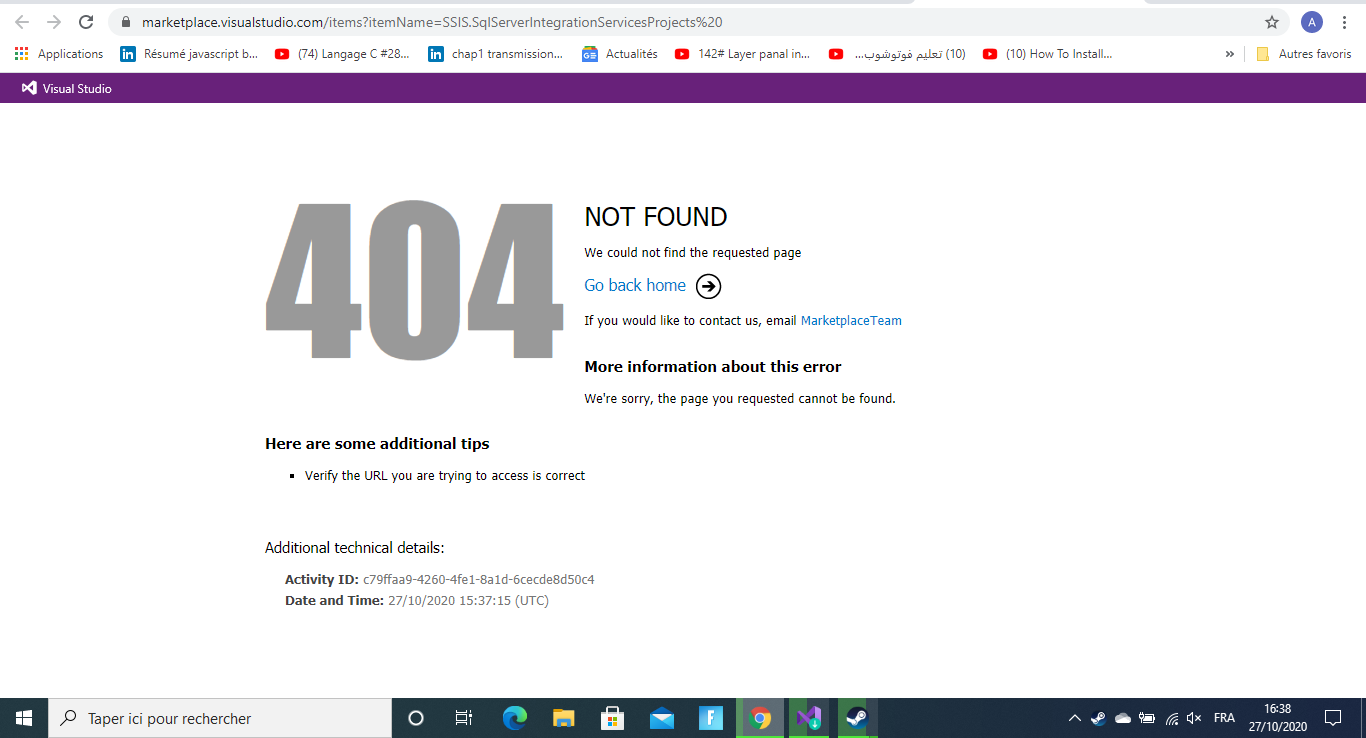 marketplace.visualstudio.com/items?itemName=SSIS.SqlServerIntegrationServicesProjects%20
A
Applications
Résumé javascript b...
(74) Langage C #28...
chap1 transmission...
Actualités
142# Layer panal in...
(10) تعليم فوتوشوب...
(10) How To Install...
»
Autres favoris
Visual Studio
404
NOT FOUND
We could not find the requested page
Go back home
If you would like to contact us, email MarketplaceTeam
More information about this error
We're sorry, the page you requested cannot be found.
Here are some additional tips
Verify the URL you are trying to access is correct
Additional technical details:
Activity ID: c79ffaa9-4260-4fe1-8a1d-6cecde8d50c4
Date and Time: 27/10/2020 15:37:15 (UTC)
Taper ici pour rechercher
FRA
16:38
27/10/2020